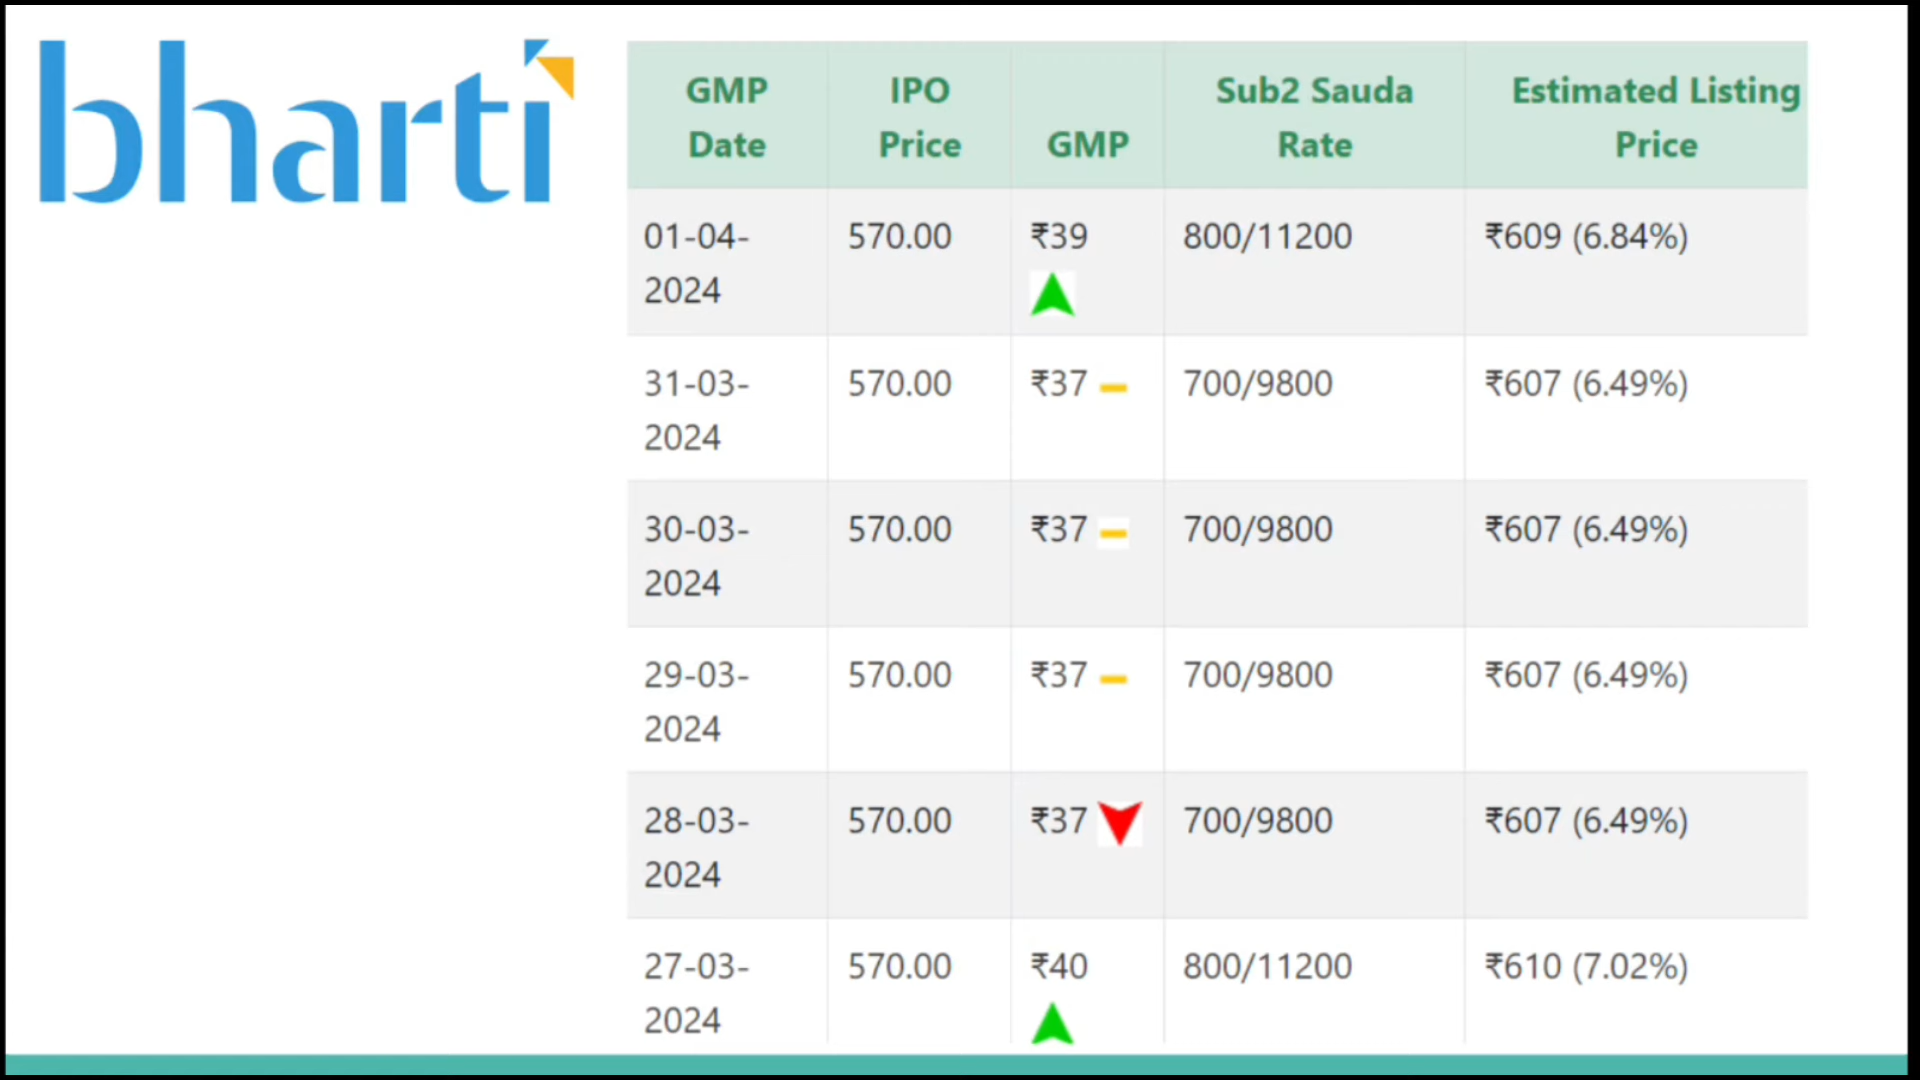 bharti
GMP Date
IPO Price
GMP
Sub2 Sauda Rate
Estimated Listing Price
01-04-2024 570.00 ₹39 800/11200 ₹609 (6.84%)
31-03-2024 570.00 ₹37 700/9800 ₹607 (6.49%)
30-03-2024 570.00 ₹37 700/9800 ₹607 (6.49%)
29-03-2024 570.00 ₹37 700/9800 ₹607 (6.49%)
28-03-2024 570.00 ₹37 700/9800 ₹607 (6.49%)
27-03-2024 570.00 ₹40 800/11200 ₹610 (7.02%)